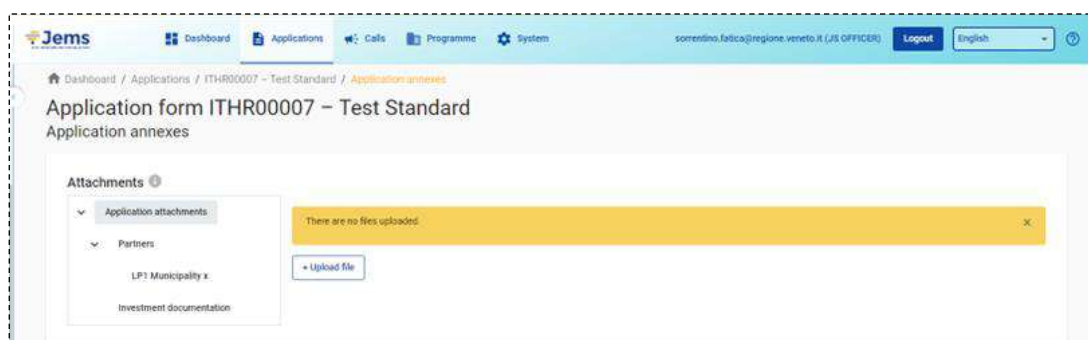 Jems
Dashboard
Applications
Calls
Programme
System
sorrentino.fatica@regione.veneto.it (JS OFFICER)
Logout
English
Dashboard / Applications / ITHR00007 – Test Standard / Application annexes
Application form ITHR00007 – Test Standard
Application annexes
Attachments
Application attachments
There are no files uploaded.
Partners
+ Upload file
LP1 Municipality x
Investment documentation